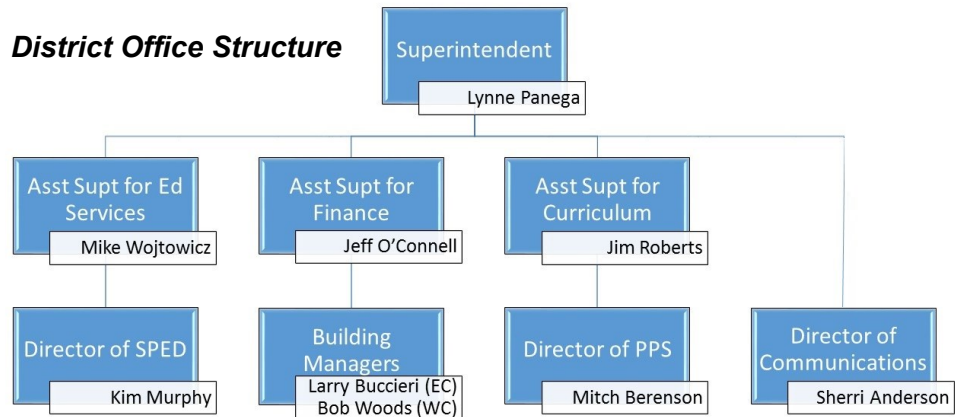 District Office Structure
Superintendent
Lynne Panega
Asst Supt for Ed
Services
Mike Wojtowicz
Asst Supt for
Finance
Jeff O’Connell
Asst Supt for
Curriculum
Jim Roberts
Director of SPED
Kim Murphy
Building
Managers
Larry Buccieri (EC)
Bob Woods (WC)
Director of PPS
Mitch Berenson
Director of
Communications
Sherri Anderson